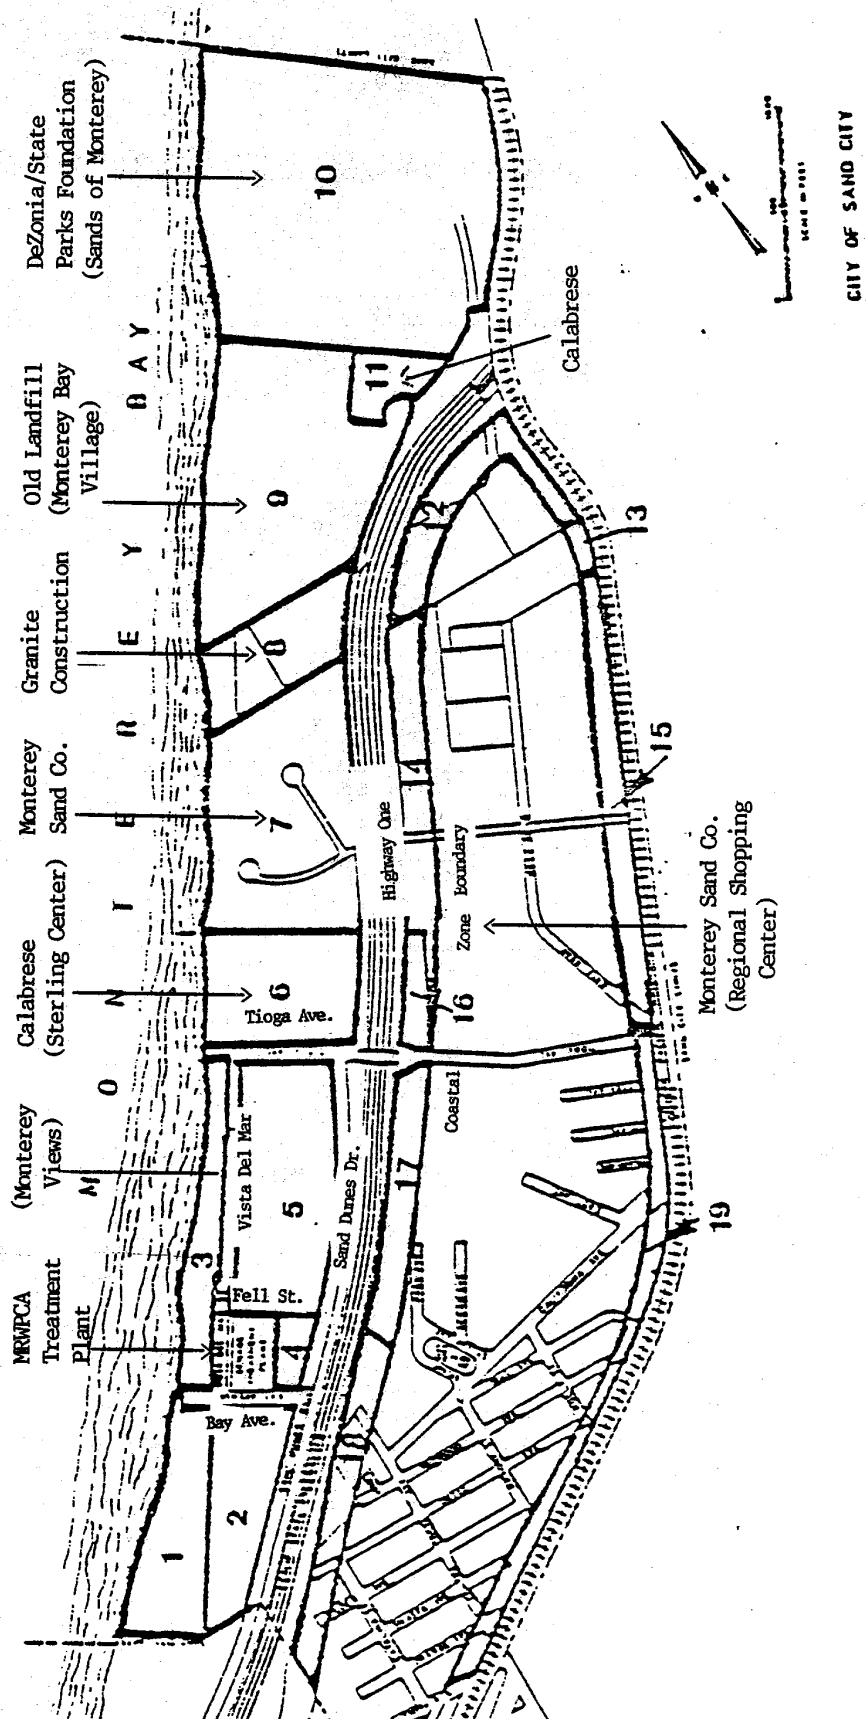 MRWPCA
Treatment
Plant
(Monterey
Views)
Calabrese
(Sterling Center)
Monterey
Sand Co.
Granite
Construction
Old Landfill
(Monterey Bay
Village)
DeZonia/State
Parks Foundation
(Sands of Monterey)
M O N T E R E Y B A Y
1
2
3
4
5
6
7
8
9
10
11
Calabrese
12
13
14
15
16
17
18
19
Bay Ave.
Fell St.
Vista Del Mar
Tioga Ave.
Sand Dunes Dr.
Highway One
Coastal Zone Boundary
Monterey Sand Co.
(Regional Shopping
Center)
CITY OF SAND CITY